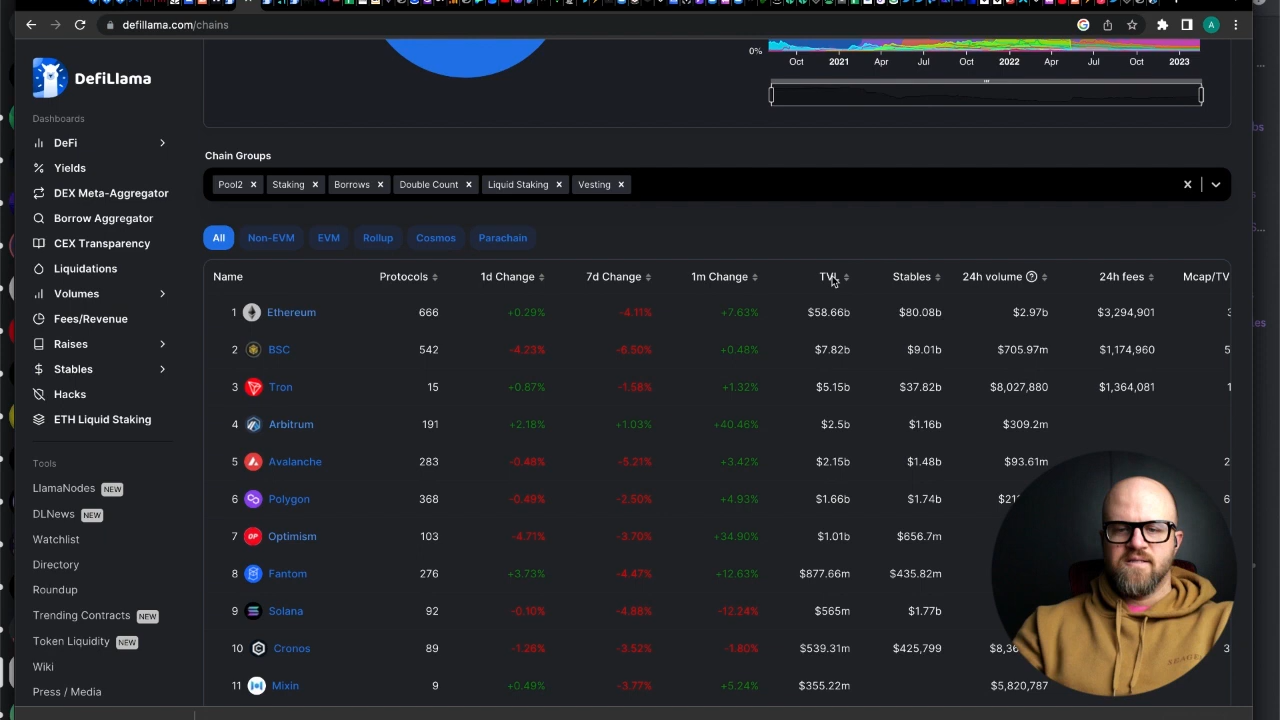 defillama.com/chains
A
DefiLlama
Dashboards
DeFi
Yields
DEX Meta-Aggregator
Borrow Aggregator
CEX Transparency
Liquidations
Volumes
Fees/Revenue
Raises
Stables
Hacks
ETH Liquid Staking
Tools
LlamaNodes NEW
DLNews NEW
Watchlist
Directory
Roundup
Trending Contracts NEW
Token Liquidity NEW
Wiki
Press / Media
0%
Oct 2021 Apr Jul Oct 2022 Apr Jul Oct 2023
Chain Groups
Pool2 Staking Borrows Double Count Liquid Staking Vesting
All Non-EVM EVM Rollup Cosmos Parachain
Name Protocols 1d Change 7d Change 1m Change TVL Stables 24h volume 24h fees Mcap/TV
1 Ethereum 666 +0.29% -4.11% +7.63% $58.66b $80.08b $2.97b $3,294,901
2 BSC 542 -4.23% -6.50% +0.48% $7.82b $9.01b $705.97m $1,174,960 5
3 Tron 15 +0.87% -1.58% +1.32% $5.15b $37.82b $8,027,880 $1,364,081 1
4 Arbitrum 191 +2.18% +1.03% +40.46% $2.5b $1.16b $309.2m
5 Avalanche 283 -0.48% -5.21% +3.42% $2.15b $1.48b $93.61m 2
6 Polygon 368 -0.49% -2.50% +4.93% $1.66b $1.74b 6
7 Optimism 103 -4.71% -3.70% +34.90% $1.01b $656.7m
8 Fantom 276 +3.73% -4.47% +12.63% $877.66m $435.82m
9 Solana 92 -0.10% -4.88% -12.24% $565m $1.77b
10 Cronos 89 -1.26% -3.52% -1.80% $539.31m $425,799 $8,36 3
11 Mixin 9 +0.49% -3.77% +5.24% $355.22m $5,820,787